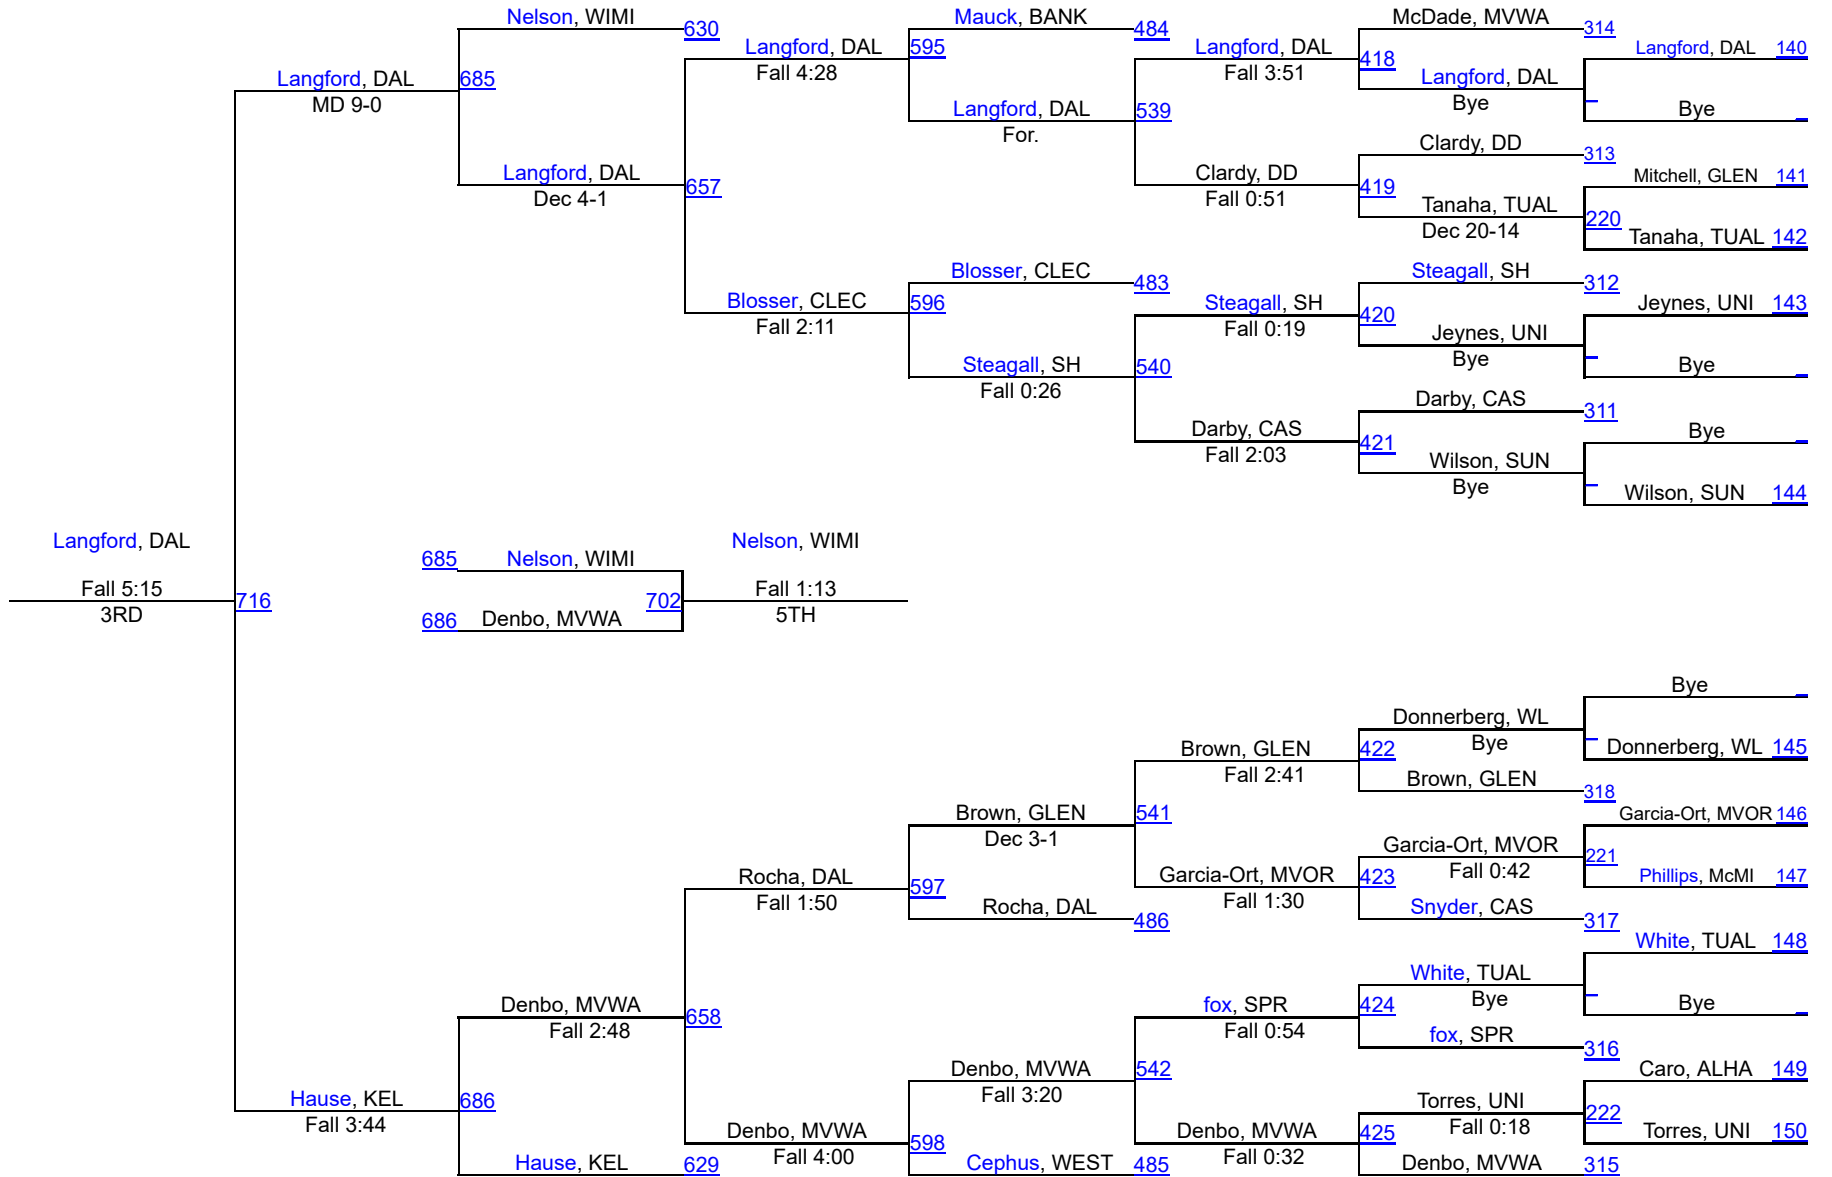 Nelson, WIMI
630
Mauck, BANK
484
McDade, MVWA
314
Langford, DAL
Fall 4:28
595
Langford, DAL
Fall 3:51
418
Langford, DAL 140
Langford, DAL
MD 9-0
685
Langford, DAL
Bye
Bye
Langford, DAL
For.
539
Clardy, DD
313
Langford, DAL
Dec 4-1
657
Clardy, DD
Fall 0:51
419
Mitchell, GLEN 141
Tanaha, TUAL
Dec 20-14
220
Tanaha, TUAL 142
Blosser, CLEC
483
Steagall, SH
312
Blosser, CLEC
Fall 2:11
596
Steagall, SH
Fall 0:19
420
Jeynes, UNI 143
Jeynes, UNI
Bye
Bye
Steagall, SH
Fall 0:26
540
Darby, CAS
311
Darby, CAS
Fall 2:03
421
Bye
Wilson, SUN
Bye
Wilson, SUN 144
Langford, DAL
Fall 5:15
3RD
716
685 Nelson, WIMI
686 Denbo, MVWA
702
Nelson, WIMI
Fall 1:13
5TH
Bye
Donnerberg, WL
Bye
Donnerberg, WL 145
Brown, GLEN
Fall 2:41
422
Brown, GLEN
318
Brown, GLEN
Dec 3-1
541
Garcia-Ort, MVOR 146
Garcia-Ort, MVOR
Fall 0:42
221
Phillips, McMI 147
Rocha, DAL
Fall 1:50
597
Garcia-Ort, MVOR
Fall 1:30
423
Rocha, DAL
486
Snyder, CAS
317
White, TUAL 148
White, TUAL
Bye
Bye
Denbo, MVWA
Fall 2:48
658
fox, SPR
Fall 0:54
424
fox, SPR
316
Denbo, MVWA
Fall 3:20
542
Caro, ALHA 149
Hause, KEL
Fall 3:44
686
Torres, UNI
Fall 0:18
222
Torres, UNI 150
Denbo, MVWA
Fall 4:00
598
Denbo, MVWA
Fall 0:32
425
Hause, KEL
629
Cephus, WEST
485
Denbo, MVWA
315